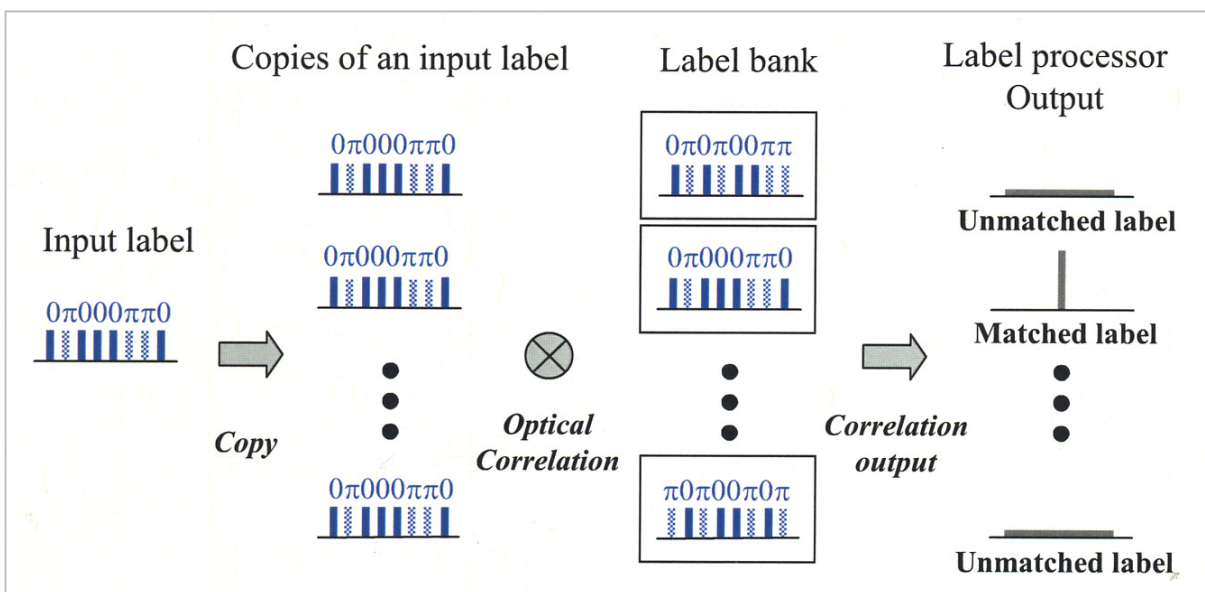 Copies of an input label
Label bank
Label processor
Output
Input label
0π000ππ0
0π000ππ0
0π000ππ0
0π000ππ0
0π0π00ππ
0π000ππ0
π0π00π0π
Unmatched label
Matched label
Unmatched label
Copy
Optical
Correlation
Correlation
output